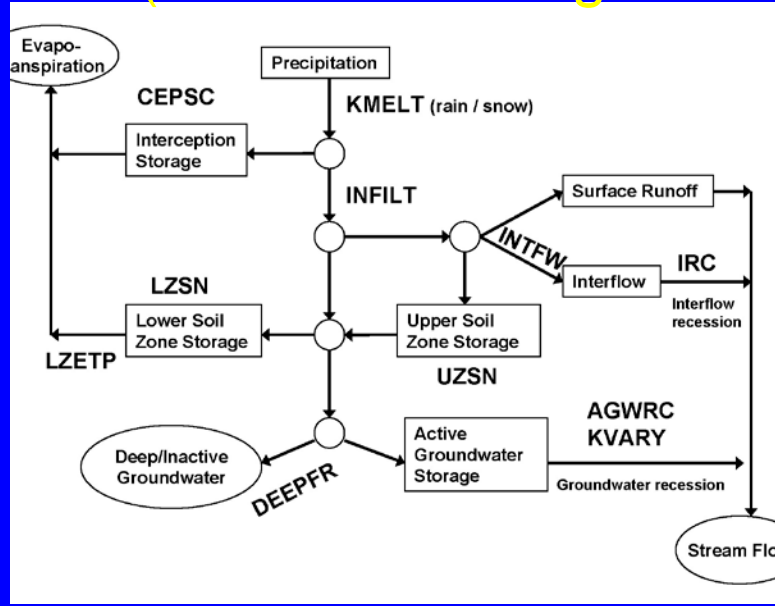 Evapo-
anspiration
Precipitation
CEPSC
KMELT (rain / snow)
Interception
Storage
INFILT
Surface Runoff
INTFW
IRC
Interflow
Interflow
recession
LZSN
Lower Soil
Zone Storage
Upper Soil
Zone Storage
LZETP
UZSN
AGWRC
KVARY
Active
Groundwater
Storage
Deep/Inactive
Groundwater
DEEPFR
Groundwater recession
Stream Flo